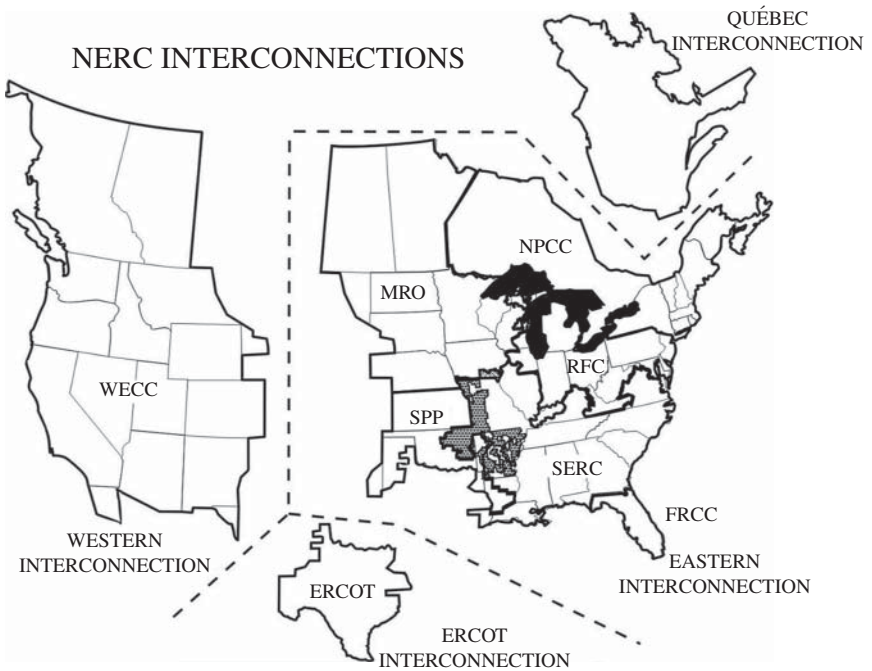 QUÉBEC
INTERCONNECTION
NERC INTERCONNECTIONS
NPCC
MRO
RFC
WECC
SPP
SERC
FRCC
WESTERN
INTERCONNECTION
EASTERN
INTERCONNECTION
ERCOT
ERCOT
INTERCONNECTION